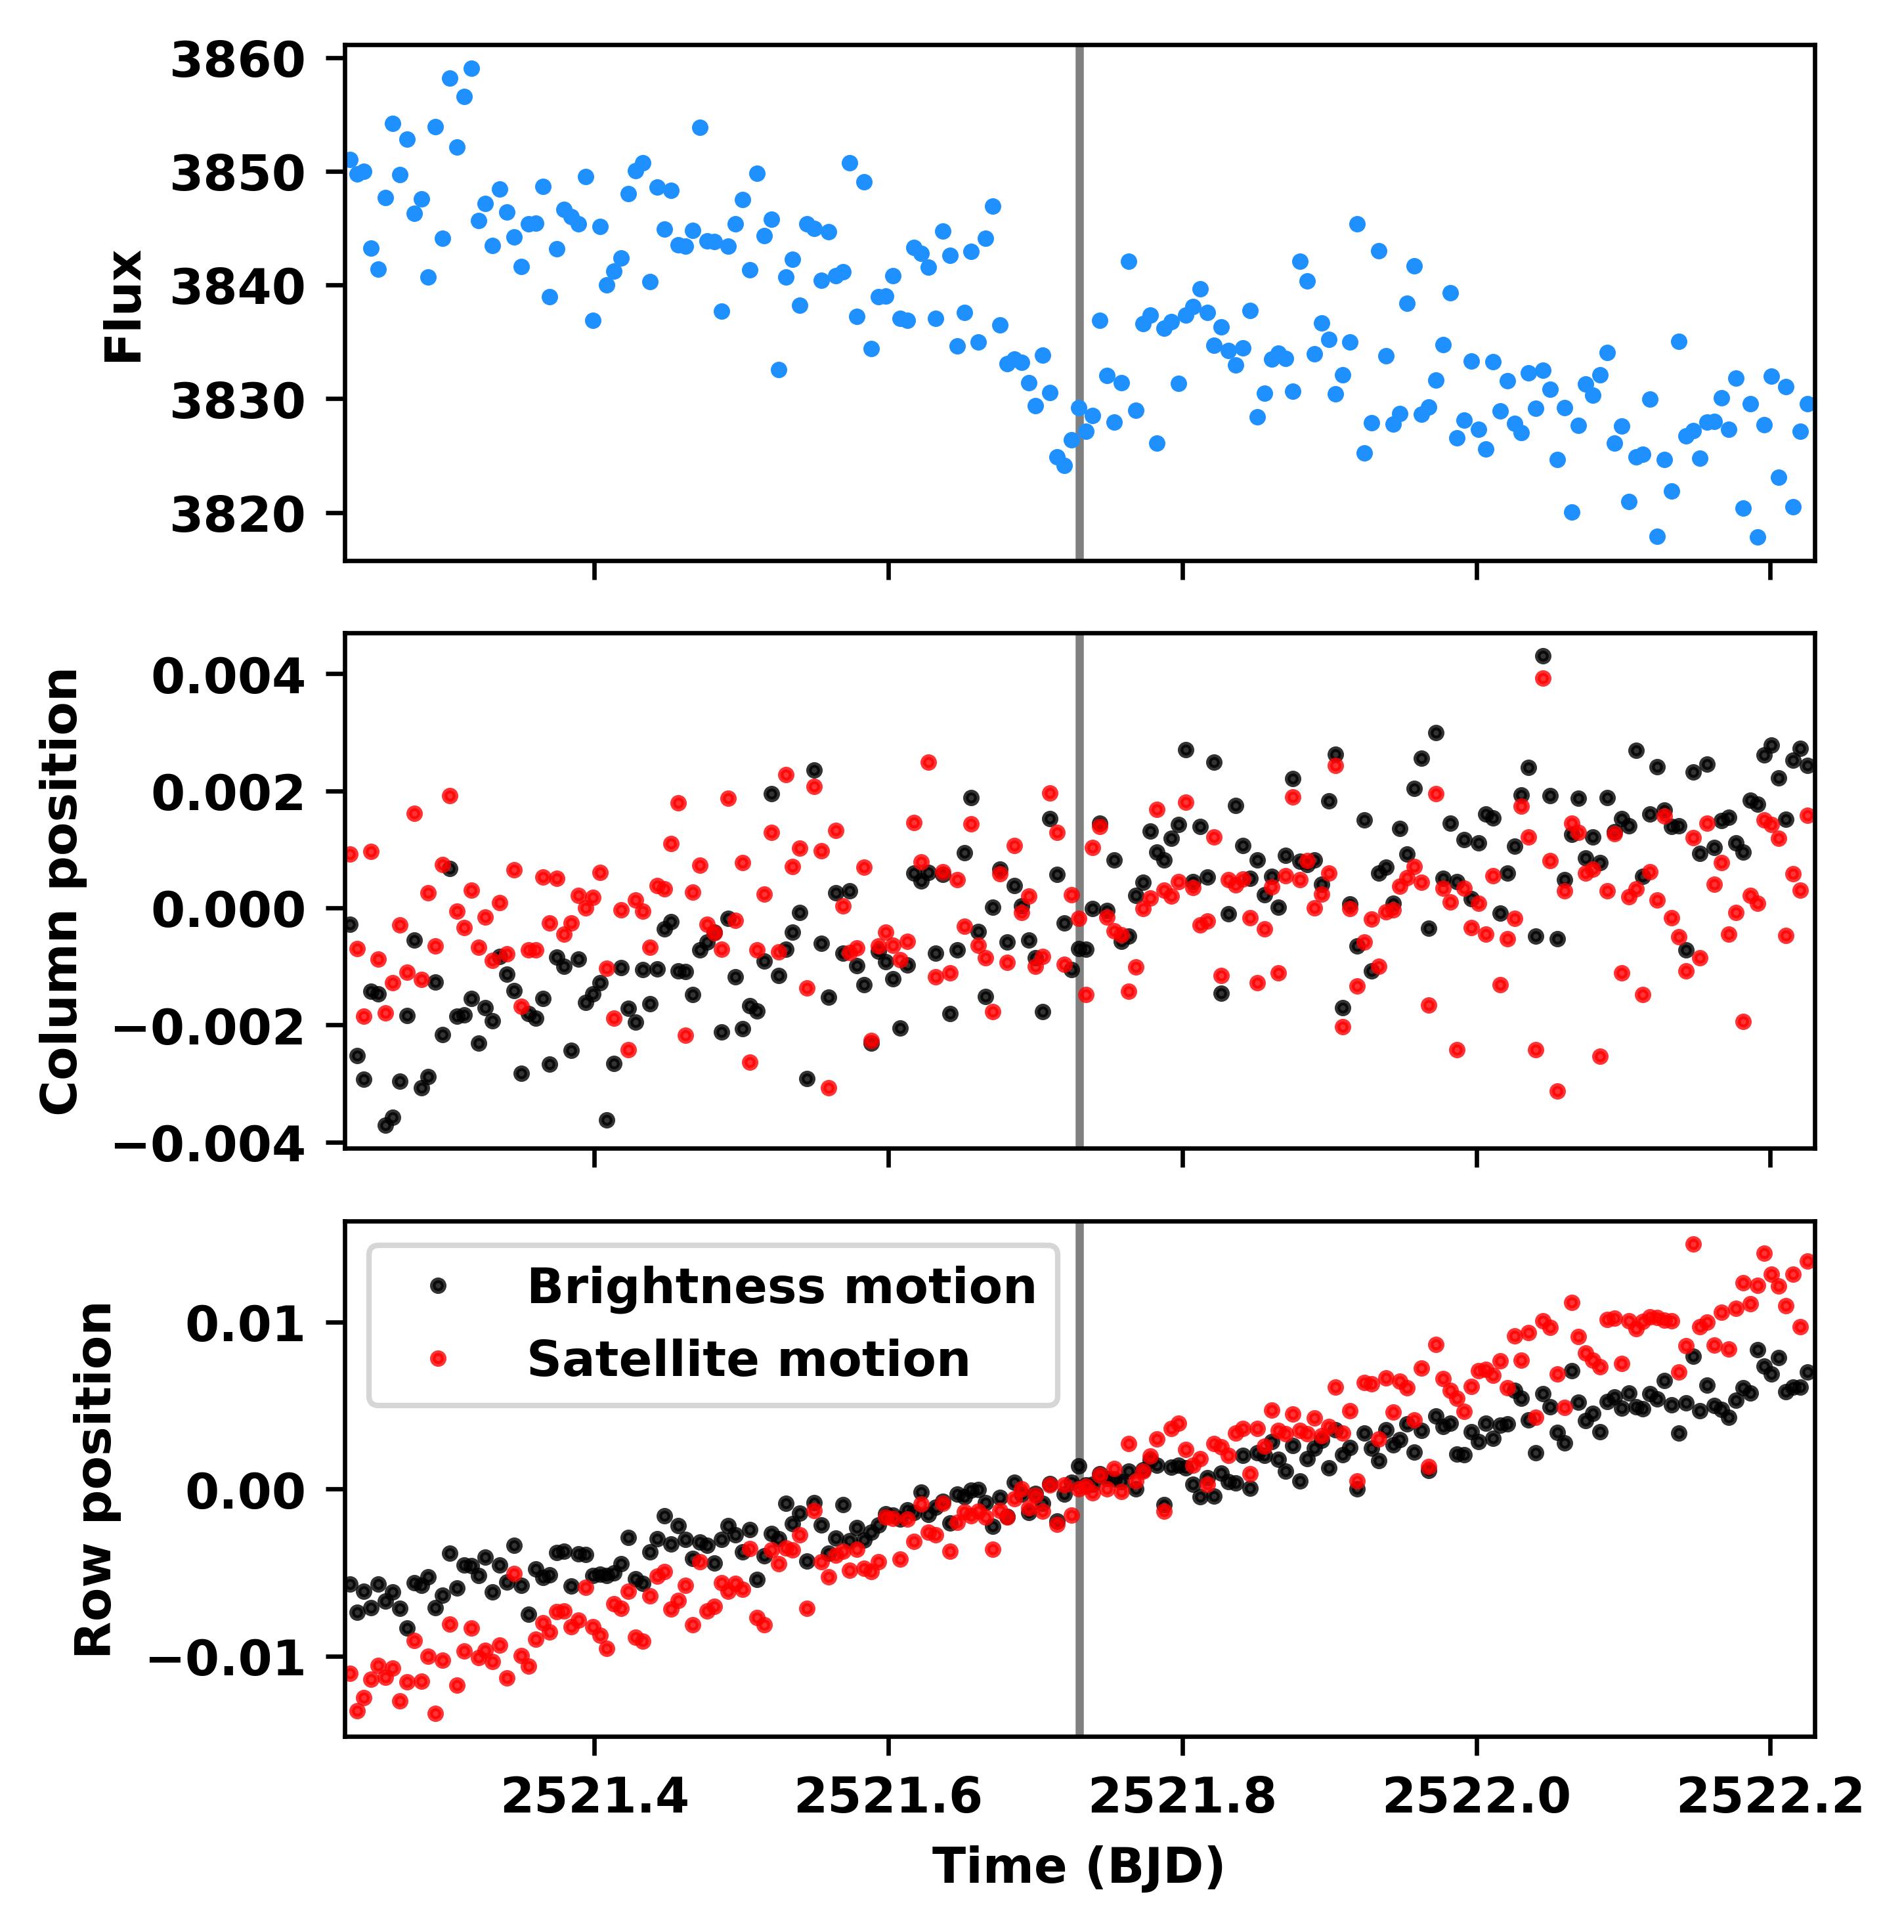 3860
3850
3840
3830
3820
Flux
0.004
0.002
0.000
−0.002
−0.004
Column position
Brightness motion
Satellite motion
0.01
0.00
−0.01
Row position
2521.4 2521.6 2521.8 2522.0 2522.2
Time (BJD)